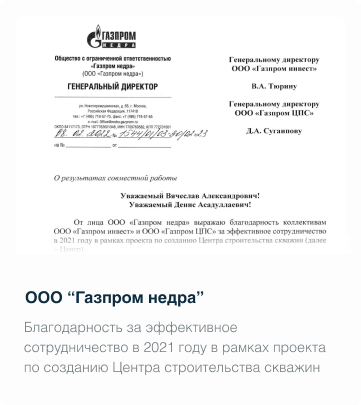 ГАЗПРОМ
НЕДРА
Общество с ограниченной ответственностью
«Газпром недра»
(ООО «Газпром недра»)
ГЕНЕРАЛЬНЫЙ ДИРЕКТОР
на №
от
Генеральному директору
ООО «Газпром инвест»
В.А. Тюрину
Генеральному директору
ООО «Газпром ЦПС»
Д.А. Сугаипову
О результатах совместной работы
Уважаемый Вячеслав Александрович!
Уважаемый Денис Асадуллаевич!
От лица ООО «Газпром недра» выражаю благодарность коллективам
ООО «Газпром инвест» и ООО «Газпром ЦПС» за эффективное сотрудничество
в 2021 году в рамках проекта по созданию Центра строительства скважин (далее
ООО “Газпром недра”
Благодарность за эффективное
сотрудничество в 2021 году в рамках проекта
по созданию Центра строительства скважин